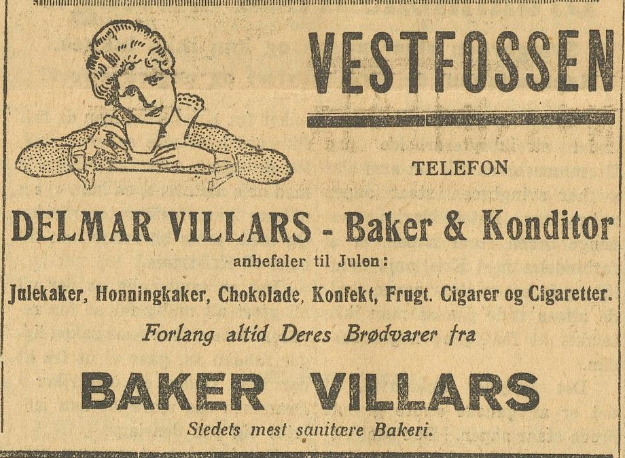 VESTFOSSEN
TELEFON
DELMAR VILLARS - Baker & Konditor
anbefaler til Julen:
Julekaker, Honningkaker, Chokolade, Konfekt, Frugt. Cigarer og Cigaretter.
Forlang altid Deres Brødvarer fra
BAKER VILLARS
Stedets mest sanitære Bakeri.